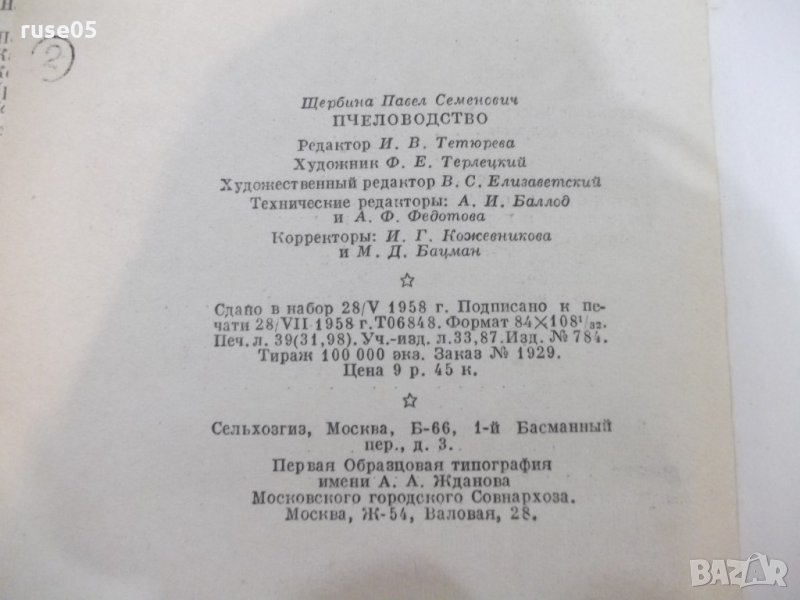 ruse05
2
Щербина Павел Семенович
ПЧЕЛОВОДСТВО
Редактор И. В. Тетюрева
Художник Ф. Е. Терлецкий
Художественный редактор В. С. Елизаветский
Технические редакторы: А. И. Баллод
и А. Ф. Федотова
Корректоры: И. Г. Кожевникова
и М. Д. Бацман
Сдано в набор 28/V 1958 г. Подписано к пе-
чати 28/VII 1958 г. Т06848. Формат 84×108¹/₃₂.
Печ. л. 39(31,98). Уч.-изд. л. 33,87. Изд. № 784.
Тираж 100 000 экз. Заказ № 1929.
Цена 9 р. 45 к.
Сельхозгиз, Москва, Б-66, 1-й Басманный
пер., д. 3.
Первая Образцовая типография
имени А. А. Жданова
Московского городского Совнархоза.
Москва, Ж-54, Валовая, 28.
BAZAR